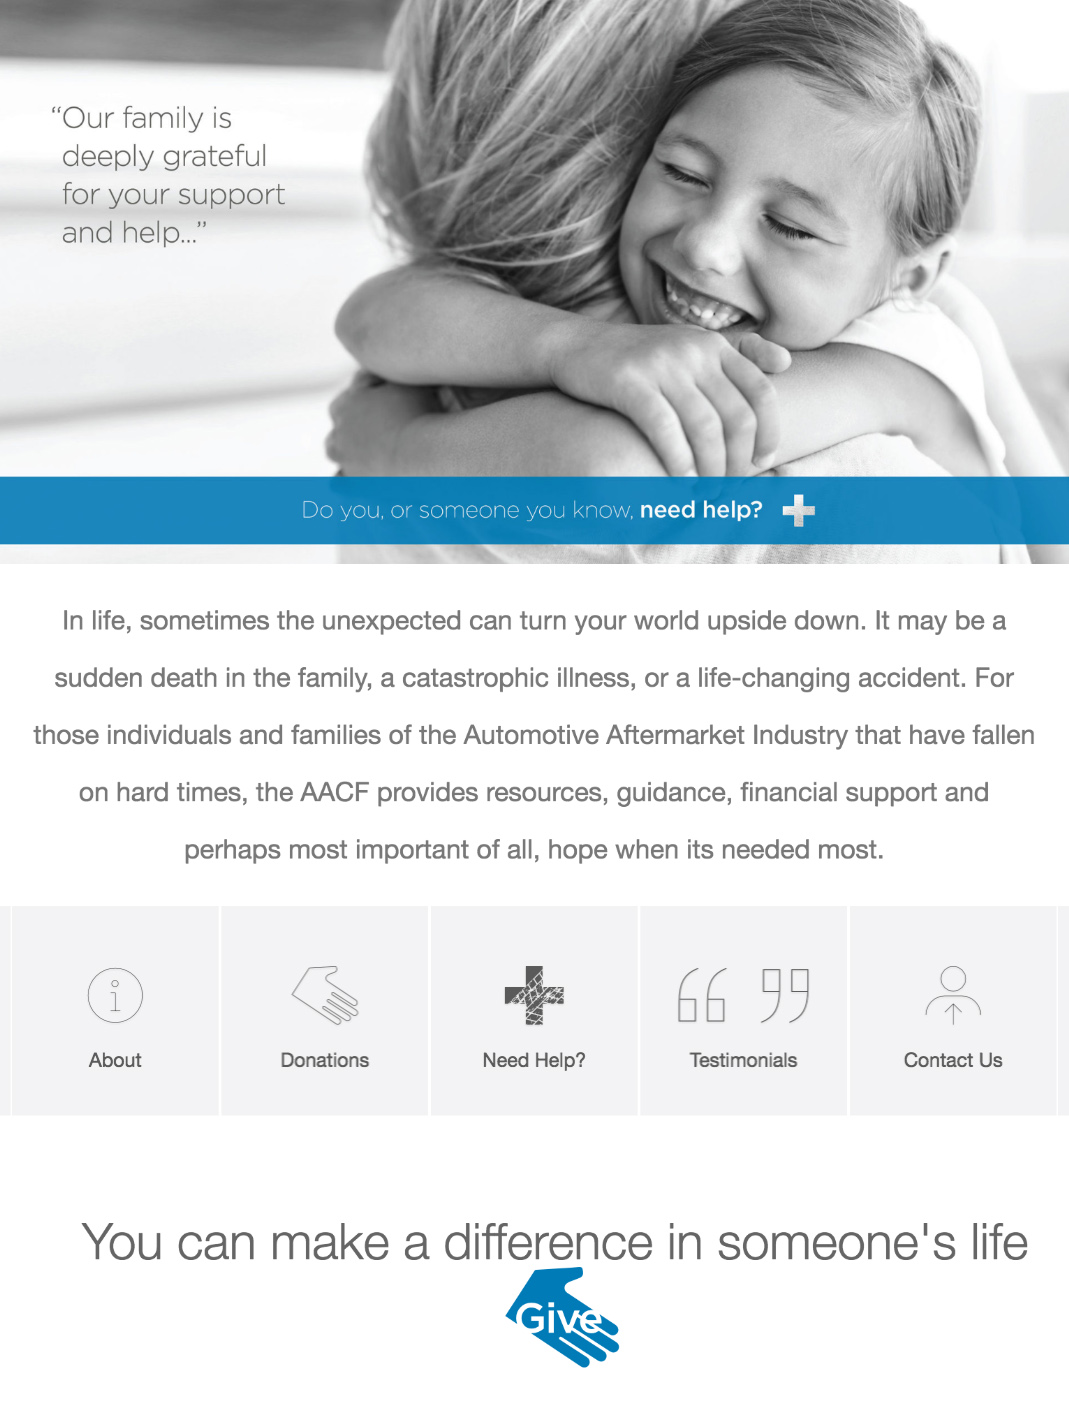 “Our family is
deeply grateful
for your support
and help...”
Do you, or someone you know, need help?
In life, sometimes the unexpected can turn your world upside down. It may be a
sudden death in the family, a catastrophic illness, or a life-changing accident. For
those individuals and families of the Automotive Aftermarket Industry that have fallen
on hard times, the AACF provides resources, guidance, financial support and
perhaps most important of all, hope when its needed most.
About
Donations
Need Help?
Testimonials
Contact Us
You can make a difference in someone's life
Give